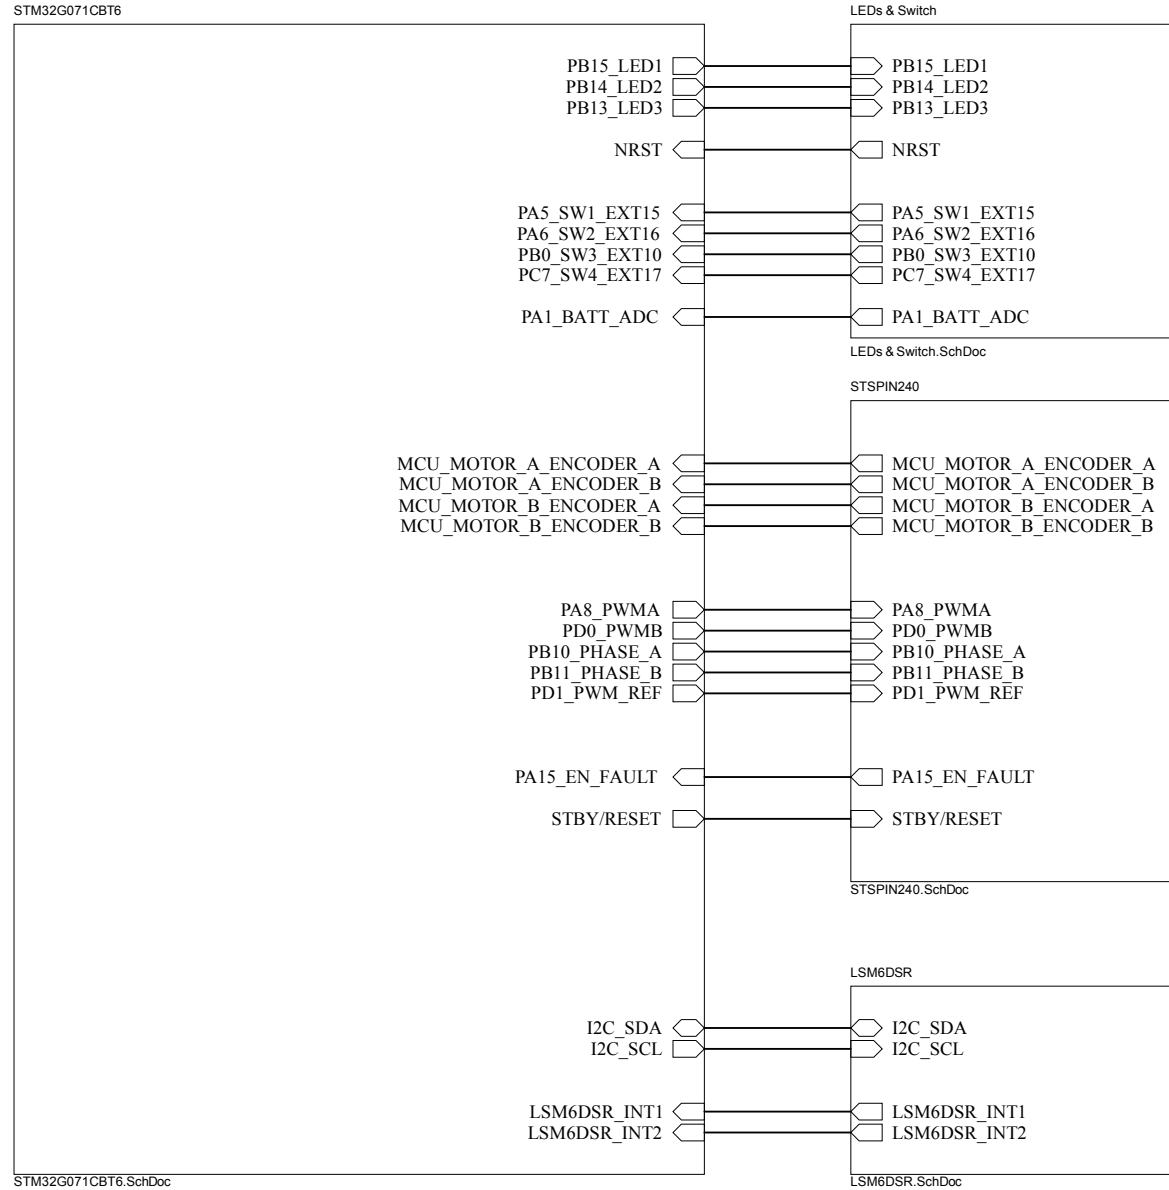 STM32G071CBT6
LEDs & Switch
PB15_LED1 PB15_LED1
PB14_LED2 PB14_LED2
PB13_LED3 PB13_LED3
NRST NRST
PA5_SW1_EXT15 PA5_SW1_EXT15
PA6_SW2_EXT16 PA6_SW2_EXT16
PB0_SW3_EXT10 PB0_SW3_EXT10
PC7_SW4_EXT17 PC7_SW4_EXT17
PA1_BATT_ADC PA1_BATT_ADC
LEDs & Switch.SchDoc
STSPIN240
MCU_MOTOR_A_ENCODER_A MCU_MOTOR_A_ENCODER_A
MCU_MOTOR_A_ENCODER_B MCU_MOTOR_A_ENCODER_B
MCU_MOTOR_B_ENCODER_A MCU_MOTOR_B_ENCODER_A
MCU_MOTOR_B_ENCODER_B MCU_MOTOR_B_ENCODER_B
PA8_PWMA PA8_PWMA
PD0_PWMB PD0_PWMB
PB10_PHASE_A PB10_PHASE_A
PB11_PHASE_B PB11_PHASE_B
PD1_PWM_REF PD1_PWM_REF
PA15_EN_FAULT PA15_EN_FAULT
STBY/RESET STBY/RESET
STSPIN240.SchDoc
LSM6DSR
I2C_SDA I2C_SDA
I2C_SCL I2C_SCL
LSM6DSR_INT1 LSM6DSR_INT1
LSM6DSR_INT2 LSM6DSR_INT2
STM32G071CBT6.SchDoc
LSM6DSR.SchDoc